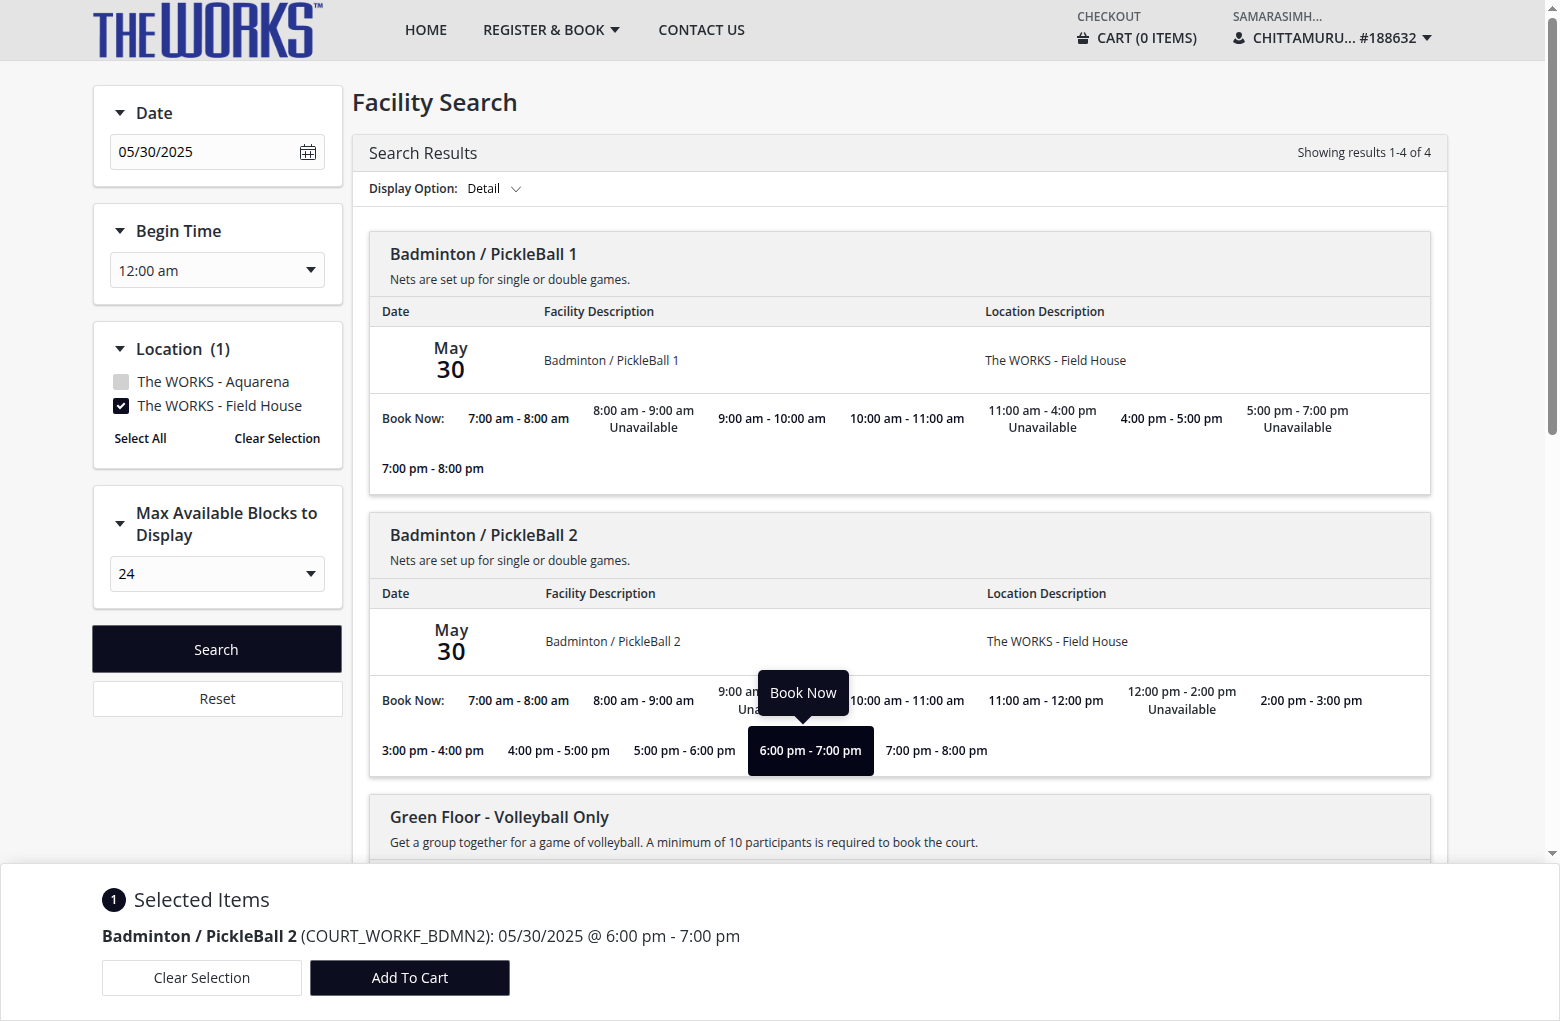 THE WORKS™
HOME
REGISTER & BOOK
CONTACT US
CHECKOUT
CART (0 ITEMS)
SAMARASIMH...
CHITTAMURU... #188632
Date
05/30/2025
Begin Time
12:00 am
Location (1)
The WORKS - Aquarena
The WORKS - Field House
Select All
Clear Selection
Max Available Blocks to
Display
24
Search
Reset
Facility Search
Search Results
Showing results 1-4 of 4
Display Option: Detail
Badminton / PickleBall 1
Nets are set up for single or double games.
Date Facility Description Location Description
May
30
Badminton / PickleBall 1
The WORKS - Field House
Book Now:
7:00 am - 8:00 am
8:00 am - 9:00 am
Unavailable
9:00 am - 10:00 am
10:00 am - 11:00 am
11:00 am - 4:00 pm
Unavailable
4:00 pm - 5:00 pm
5:00 pm - 7:00 pm
Unavailable
7:00 pm - 8:00 pm
Badminton / PickleBall 2
Nets are set up for single or double games.
Date Facility Description Location Description
May
30
Badminton / PickleBall 2
The WORKS - Field House
Book Now:
7:00 am - 8:00 am
8:00 am - 9:00 am
9:00 am
Book Now
10:00 am - 11:00 am
11:00 am - 12:00 pm
12:00 pm - 2:00 pm
Unavailable
2:00 pm - 3:00 pm
3:00 pm - 4:00 pm
4:00 pm - 5:00 pm
5:00 pm - 6:00 pm
6:00 pm - 7:00 pm
7:00 pm - 8:00 pm
Green Floor - Volleyball Only
Get a group together for a game of volleyball. A minimum of 10 participants is required to book the court.
1 Selected Items
Badminton / PickleBall 2 (COURT_WORKF_BDMN2): 05/30/2025 @ 6:00 pm - 7:00 pm
Clear Selection
Add To Cart